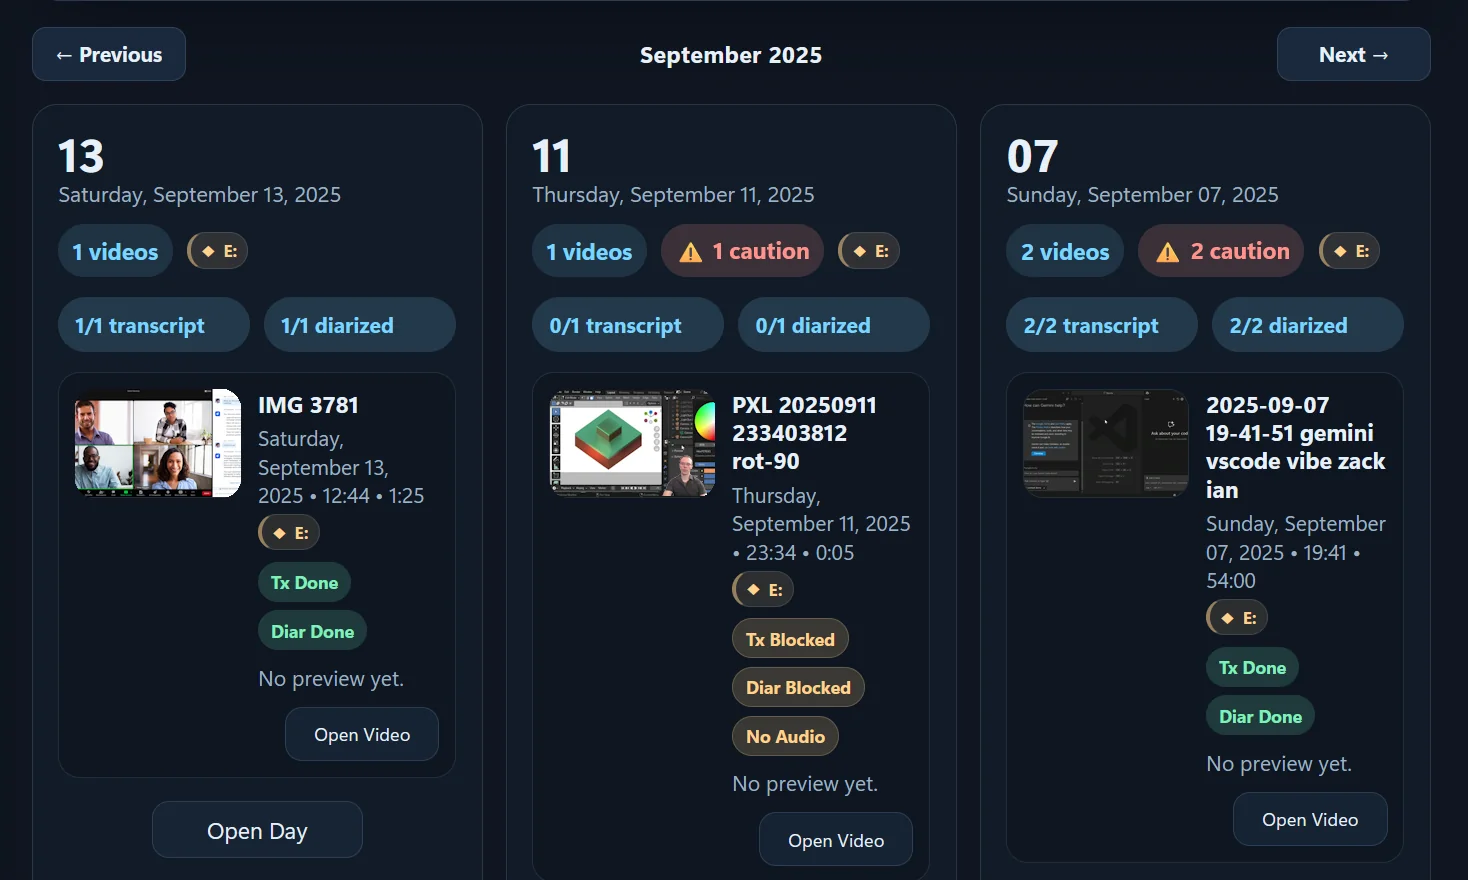 ← Previous
September 2025
Next →
13
Saturday, September 13, 2025
1 videos
◆ E:
1/1 transcript
1/1 diarized
IMG 3781
Saturday,
September 13,
2025 • 12:44 • 1:25
◆ E:
Tx Done
Diar Done
No preview yet.
Open Video
Open Day
11
Thursday, September 11, 2025
1 videos
⚠ 1 caution
◆ E:
0/1 transcript
0/1 diarized
PXL 20250911
233403812
rot-90
Thursday,
September 11, 2025
• 23:34 • 0:05
◆ E:
Tx Blocked
Diar Blocked
No Audio
No preview yet.
Open Video
07
Sunday, September 07, 2025
2 videos
⚠ 2 caution
◆ E:
2/2 transcript
2/2 diarized
2025-09-07
19-41-51 gemini
vscode vibe zack
ian
Sunday, September
07, 2025 • 19:41 •
54:00
◆ E:
Tx Done
Diar Done
No preview yet.
Open Video